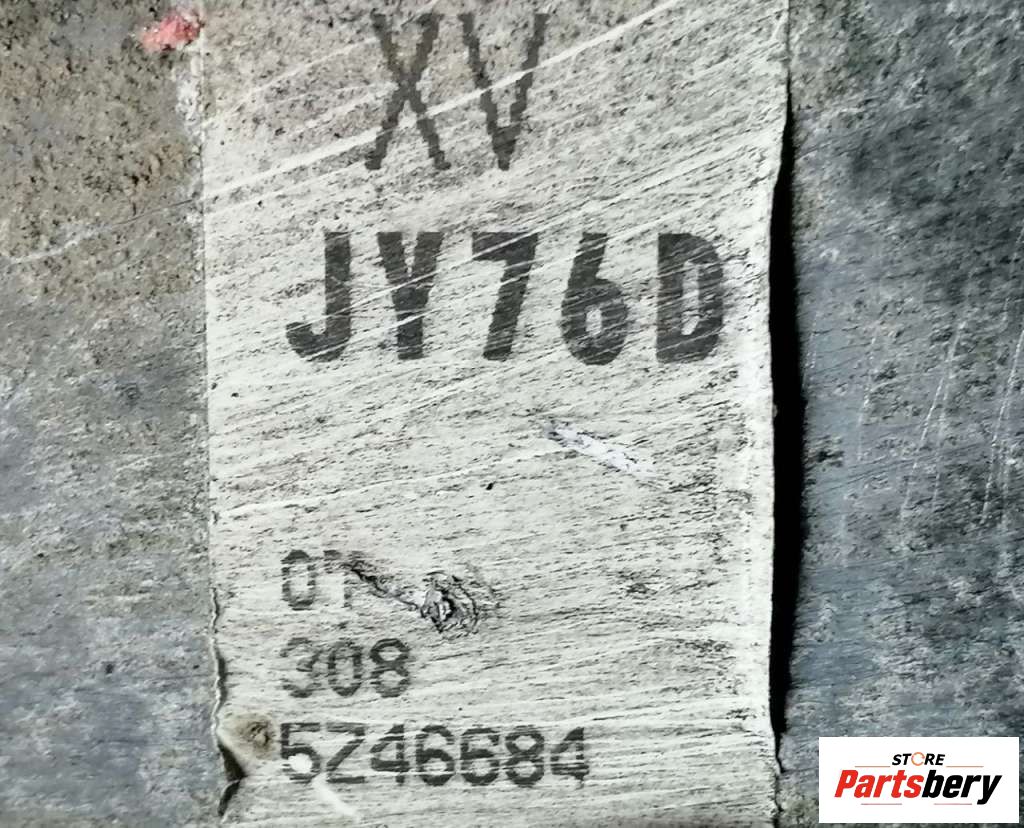 XV
JY76D
308
5Z46684
STORE
Partsbery